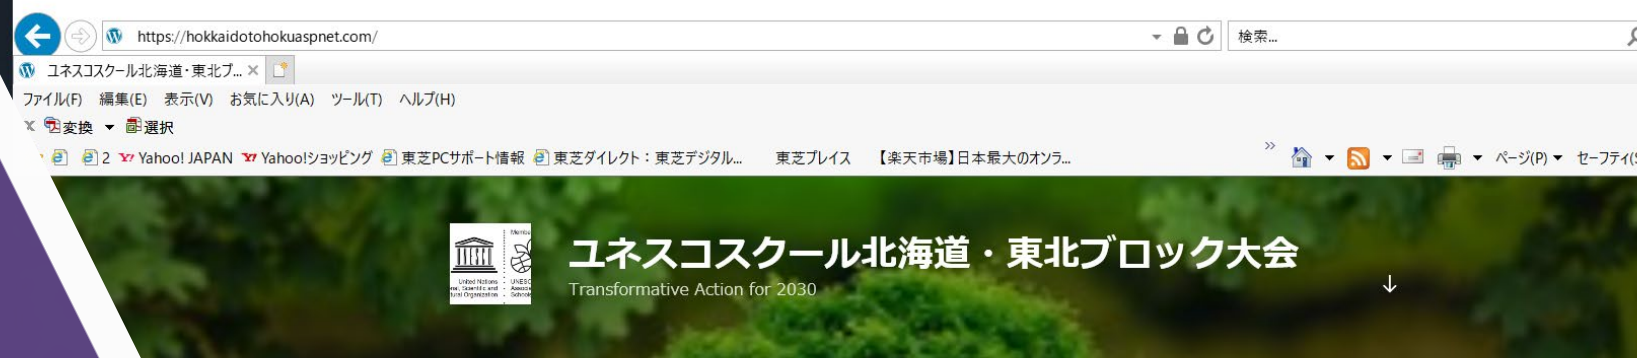 https://hokkaidotohokuaspnet.com/
検索...
ユネスコスクール北海道・東北ブ...
ファイル(F) 編集(E) 表示(V) お気に入り(A) ツール(T) ヘルプ(H)
x 変換 ▼ 選択
2 Yahoo! JAPAN Yahoo!ショッピング 東芝PCサポート情報 東芝ダイレクト:東芝デジタル... 東芝プレイス 【楽天市場】日本最大のオンラ... » ページ(P) ▼ セーフティ(S
ユネスコスクール北海道・東北ブロック大会
Transformative Action for 2030
United Nations
Scientific and
Organization
UNESCO